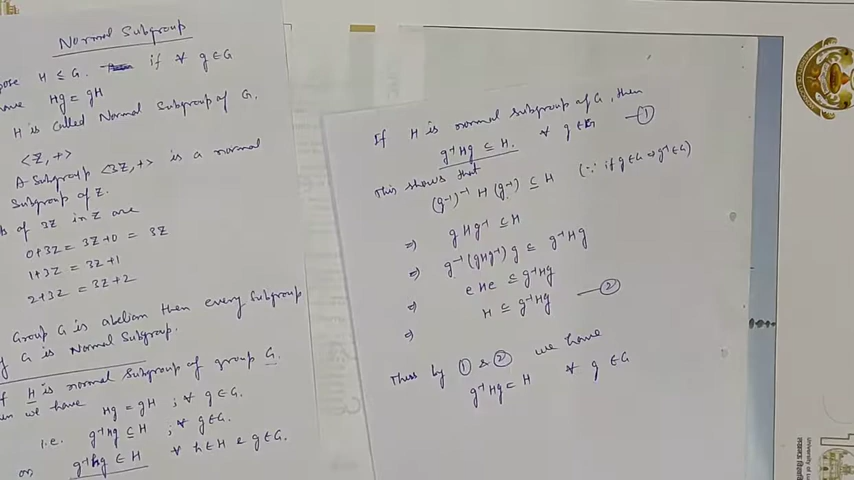 Normal Subgroup
H ≤ G. if ∀ g∈G
Hg = gH
H is called Normal Subgroup of G.
<Z, +>
A Subgroup <3Z, +> is a normal
Subgroup of Z.
of 3Z in Z are
0+3Z = 3Z+0 = 3Z
1+3Z = 3Z+1
2+3Z = 3Z+2
Group G is abelian then every Subgroup
of G is Normal Subgroup.
If H is normal Subgroup of group G.
then we have Hg = gH ; ∀ g∈G.
i.e. g⁻¹Hg ⊆ H ; ∀ g∈G.
or g⁻¹hg ∈ H ∀ h∈H & g∈G.
If H is normal subgroup of G, then
g⁻¹Hg ⊆ H. ∀ g∈G —①
This shows that
(g⁻¹)⁻¹ H (g⁻¹) ⊆ H (∵ if g∈G ⇒ g⁻¹∈G)
⇒ gHg⁻¹ ⊆ H
⇒ g⁻¹(gHg⁻¹)g ⊆ g⁻¹Hg
⇒ eHe ⊆ g⁻¹Hg
⇒ H ⊆ g⁻¹Hg —②
Thus by ① & ② we have
g⁻¹Hg = H ∀ g∈G